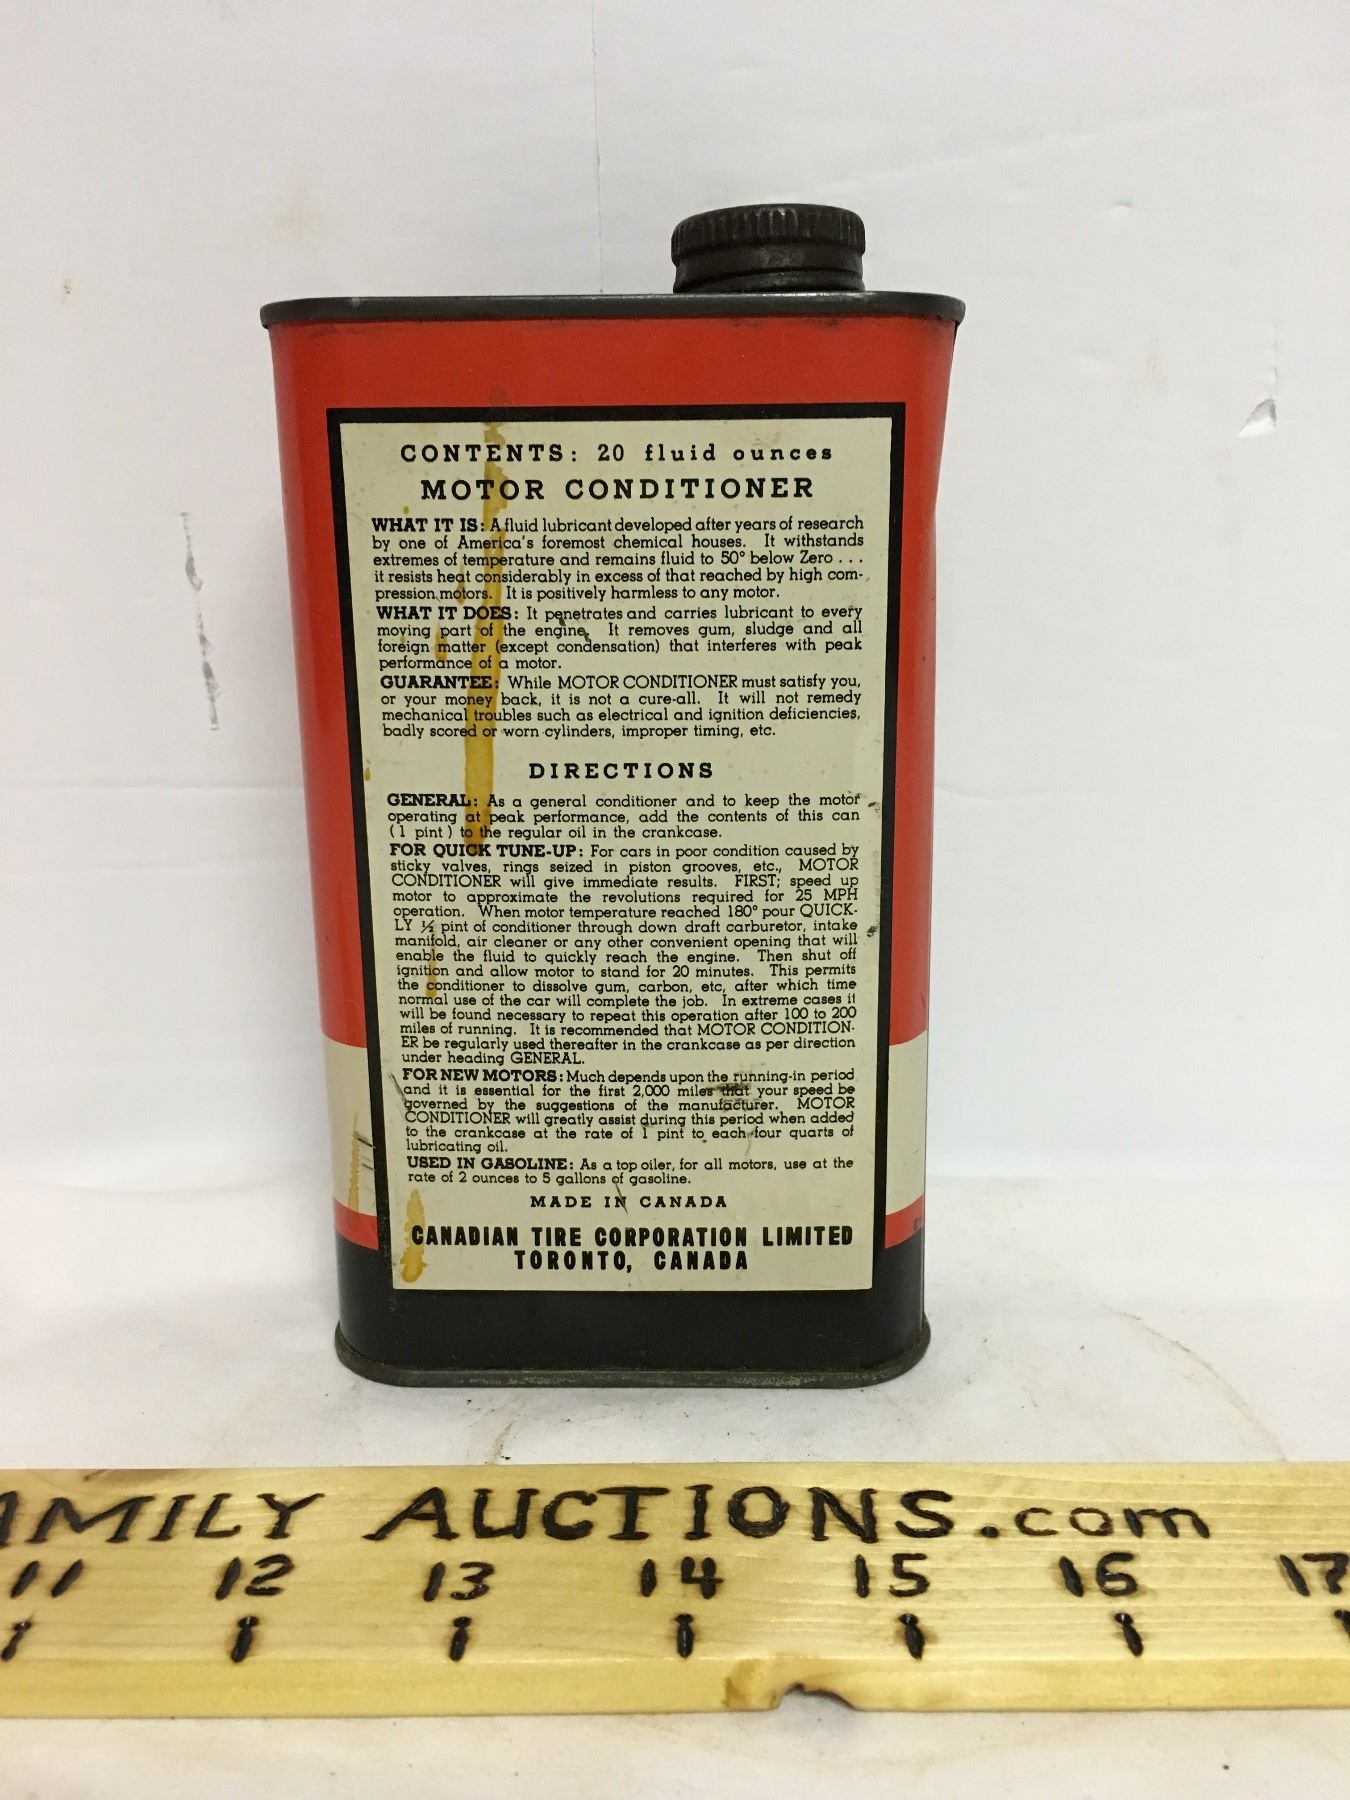 CONTENTS: 20 fluid ounces
MOTOR CONDITIONER
WHAT IT IS: A fluid lubricant developed after years of research
by one of America's foremost chemical houses. It withstands
extremes of temperature and remains fluid to 50° below Zero . . .
it resists heat considerably in excess of that reached by high com-
pression motors. It is positively harmless to any motor.
WHAT IT DOES: It penetrates and carries lubricant to every
moving part of the engine. It removes gum, sludge and all
foreign matter (except condensation) that interferes with peak
performance of a motor.
GUARANTEE: While MOTOR CONDITIONER must satisfy you,
or your money back, it is not a cure-all. It will not remedy
mechanical troubles such as electrical and ignition deficiencies,
badly scored or worn cylinders, improper timing, etc.
DIRECTIONS
GENERAL: As a general conditioner and to keep the motor
operating at peak performance, add the contents of this can
( 1 pint ) to the regular oil in the crankcase.
FOR QUICK TUNE-UP: For cars in poor condition caused by
sticky valves, rings seized in piston grooves, etc., MOTOR
CONDITIONER will give immediate results. FIRST; speed up
motor to approximate the revolutions required for 25 MPH
operation. When motor temperature reached 180° pour QUICK-
LY ½ pint of conditioner through down draft carburetor, intake
manifold, air cleaner or any other convenient opening that will
enable the fluid to quickly reach the engine. Then shut off
ignition and allow motor to stand for 20 minutes. This permits
the conditioner to dissolve gum, carbon, etc, after which time
normal use of the car will complete the job. In extreme cases it
will be found necessary to repeat this operation after 100 to 200
miles of running. It is recommended that MOTOR CONDITION-
ER be regularly used thereafter in the crankcase as per direction
under heading GENERAL.
FOR NEW MOTORS: Much depends upon the running-in period
and it is essential for the first 2,000 miles that your speed be
governed by the suggestions of the manufacturer. MOTOR
CONDITIONER will greatly assist during this period when added
to the crankcase at the rate of 1 pint to each four quarts of
lubricating oil.
USED IN GASOLINE: As a top oiler, for all motors, use at the
rate of 2 ounces to 5 gallons of gasoline.
MADE IN CANADA
CANADIAN TIRE CORPORATION LIMITED
TORONTO, CANADA
AMILY AUCTIONS.com
11 12 13 14 15 16 17